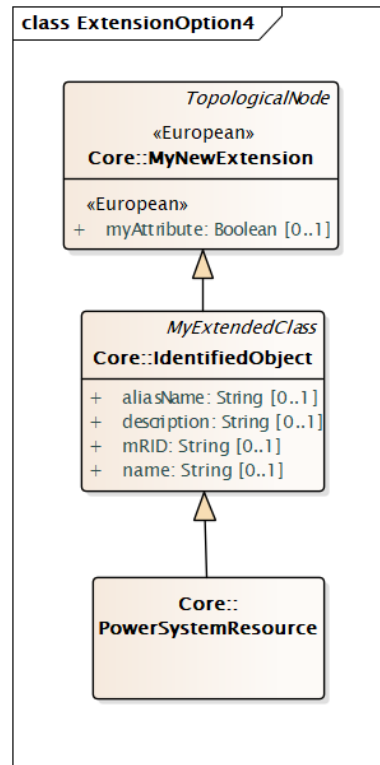 class ExtensionOption4
TopologicalNode
«European»
Core::MyNewExtension
«European»
+ myAttribute: Boolean [0..1]
MyExtendedClass
Core::IdentifiedObject
+ aliasName: String [0..1]
+ description: String [0..1]
+ mRID: String [0..1]
+ name: String [0..1]
Core::
PowerSystemResource